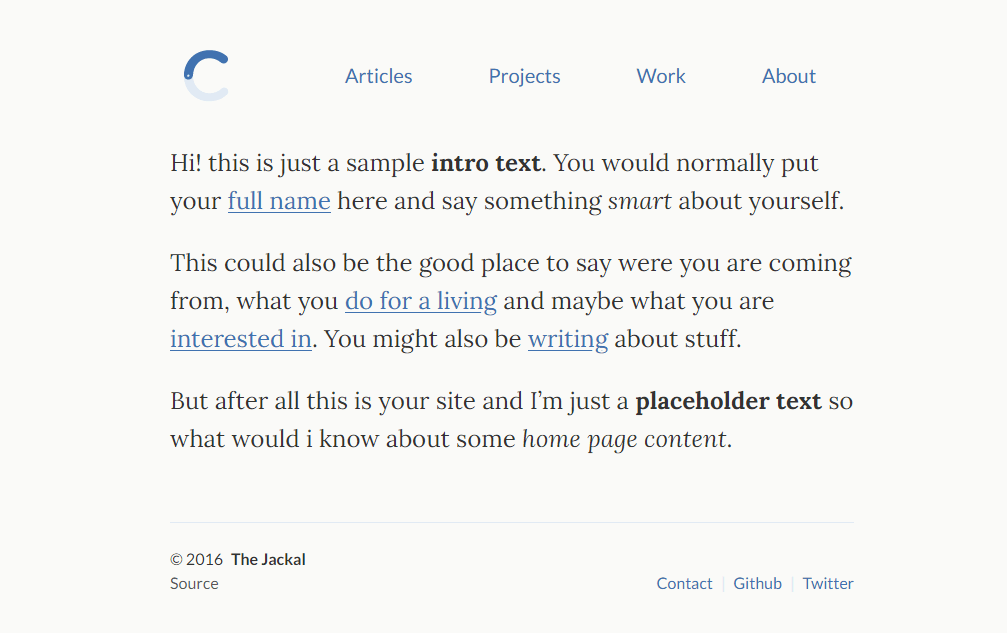 Articles Projects Work About
Hi! this is just a sample intro text. You would normally put
your full name here and say something smart about yourself.
This could also be the good place to say were you are coming
from, what you do for a living and maybe what you are
interested in. You might also be writing about stuff.
But after all this is your site and I’m just a placeholder text so
what would i know about some home page content.
© 2016 The Jackal
Source
Contact | Github | Twitter